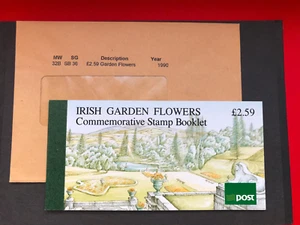 MW SG Description Year
32B SB 36 £2.59 Garden Flowers 1990
IRISH GARDEN FLOWERS £2.59
Commemorative Stamp Booklet
post